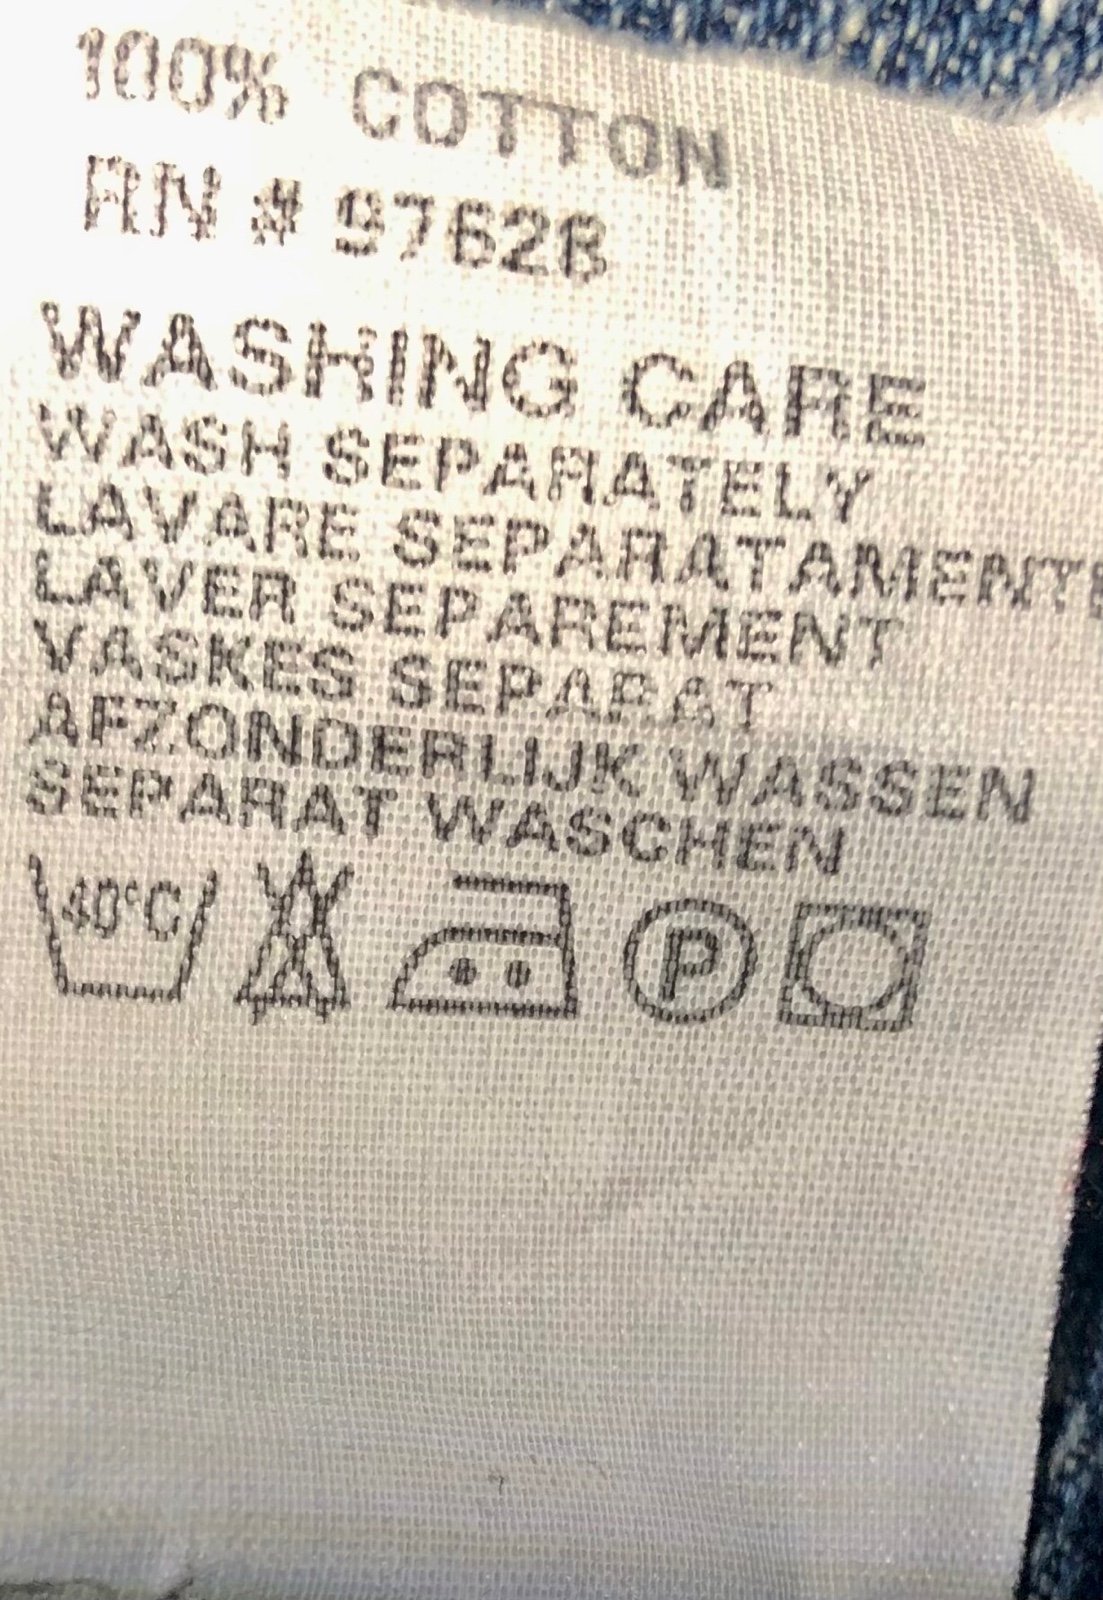 100% COTTON
RN # 97628
WASHING CARE
WASH SEPARATELY
LAVARE SEPARATAMENTE
LAVER SEPAREMENT
VASKES SEPARAT
AFZONDERLIJK WASSEN
SEPARAT WASCHEN
40°C P